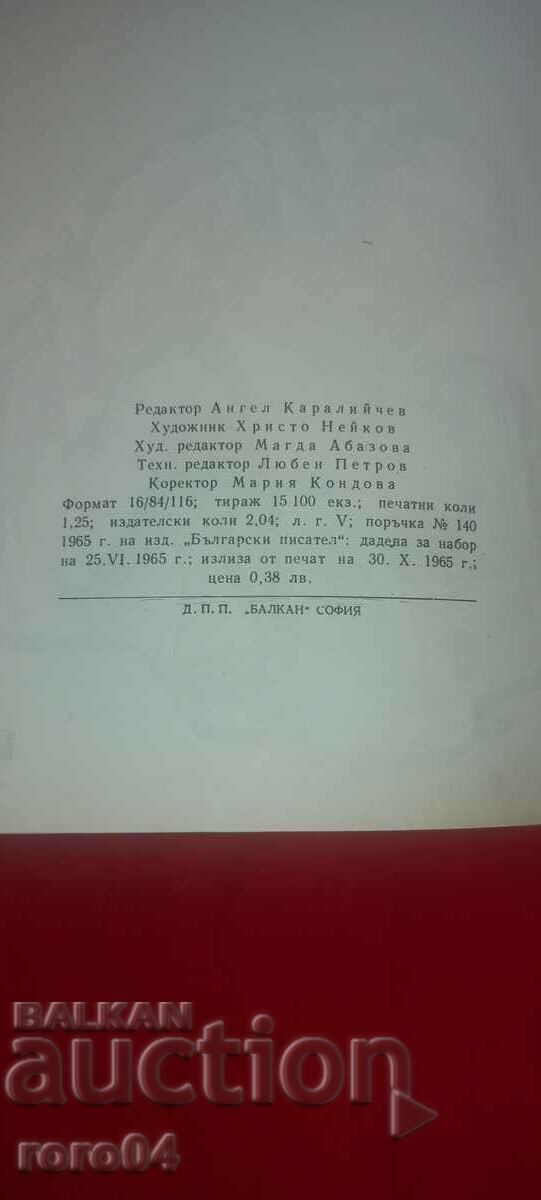 Редактор Ангел Каралийчев
Художник Христо Нейков
Худ. редактор Магда Абазова
Техн. редактор Любен Петров
Коректор Мария Кондова
Формат 16/84/116; тираж 15 100 екз.; печатни коли
1,25; издателски коли 2,04; л. г. V; поръчка № 140
1965 г. на изд. „Български писател“: дадена за набор
на 25.VI. 1965 г.; излиза от печат на 30. X. 1965 г.;
цена 0,38 лв.
Д. П. П. „БАЛКАН“ СОФИЯ
BALKAN
auction
roro04